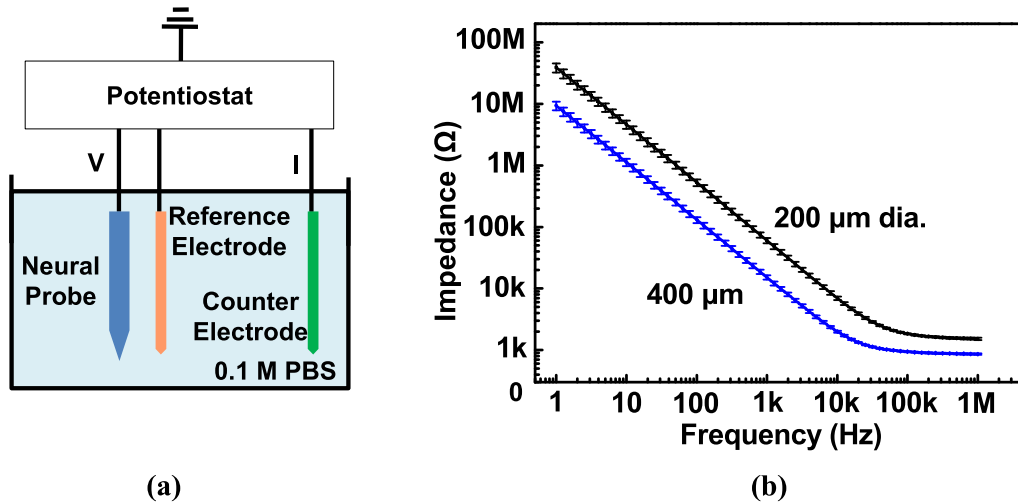 Potentiostat
V
I
Reference
Electrode
Neural
Probe
Counter
Electrode
0.1 M PBS
(a)
Impedance (Ω)
100M
10M
1M
100k
10k
1k
0
200 µm dia.
400 µm
1 10 100 1k 10k 100k 1M
Frequency (Hz)
(b)